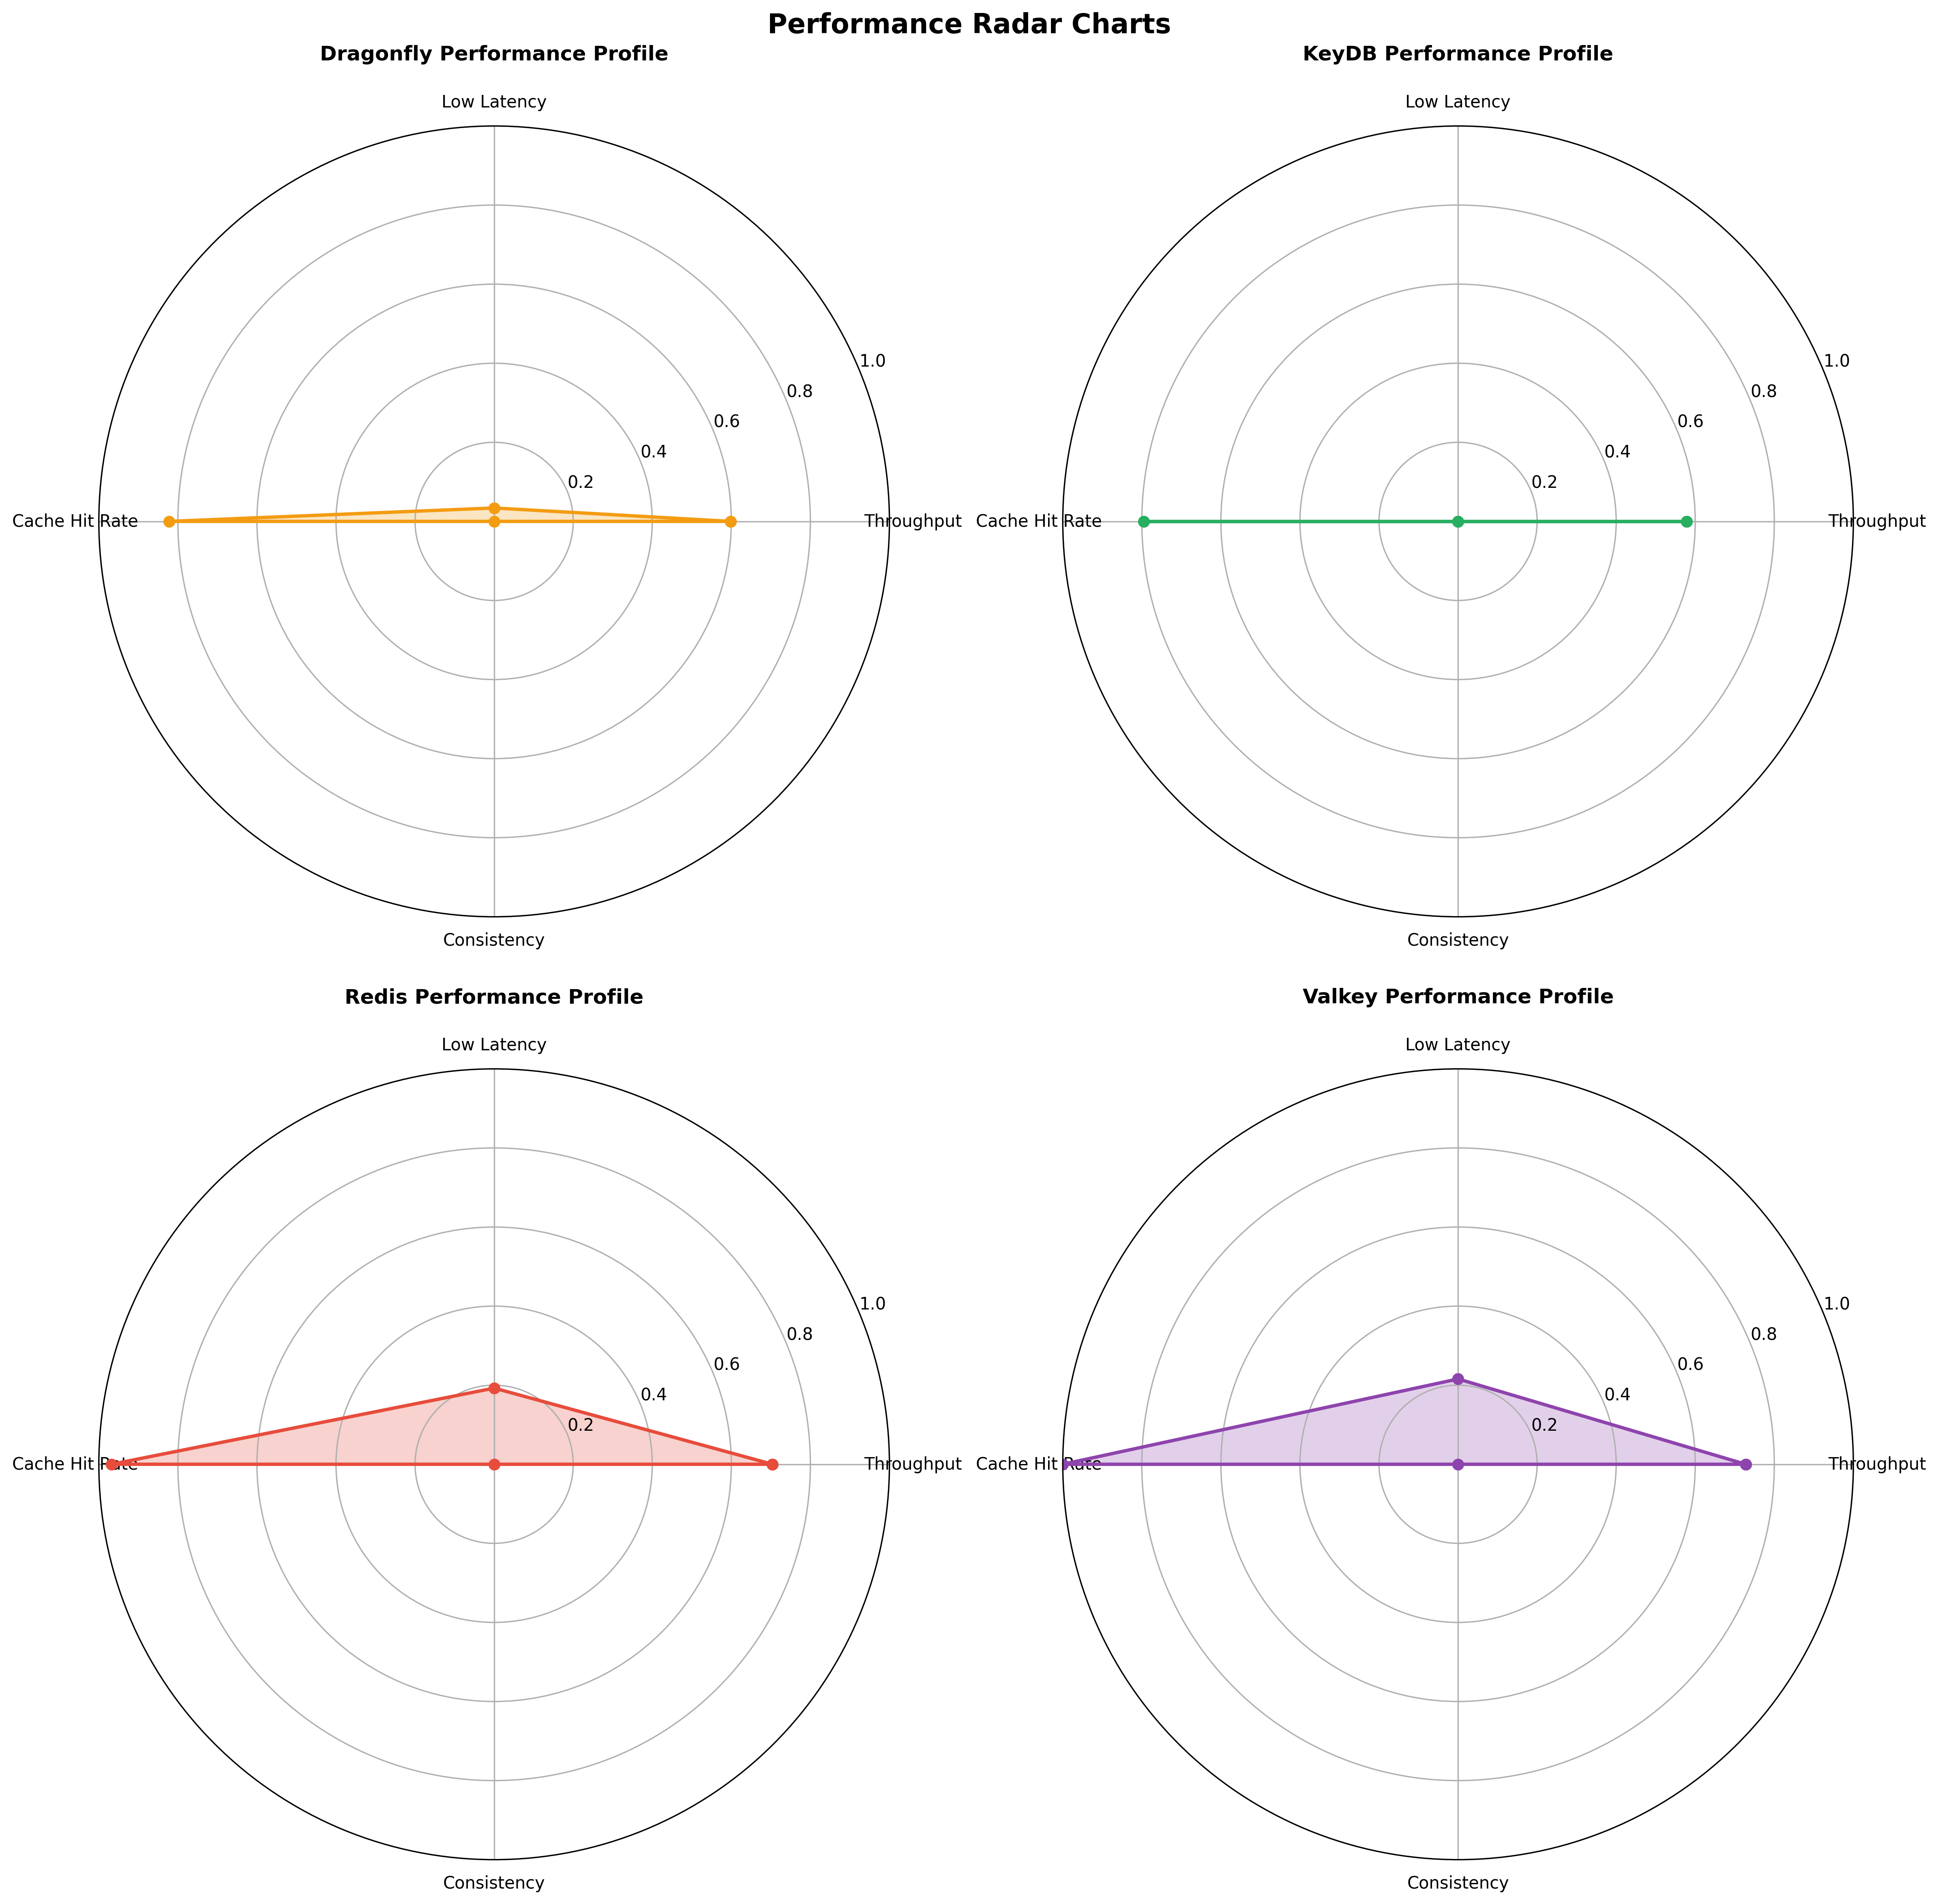 Performance Radar Charts
Dragonfly Performance Profile
Low Latency
1.0
0.8
0.6
0.4
0.2
Cache Hit Rate
Throughput
Consistency
KeyDB Performance Profile
Low Latency
1.0
0.8
0.6
0.4
0.2
Cache Hit Rate
Throughput
Consistency
Redis Performance Profile
Low Latency
1.0
0.8
0.6
0.4
0.2
Cache Hit Rate
Throughput
Consistency
Valkey Performance Profile
Low Latency
1.0
0.8
0.6
0.4
0.2
Cache Hit Rate
Throughput
Consistency